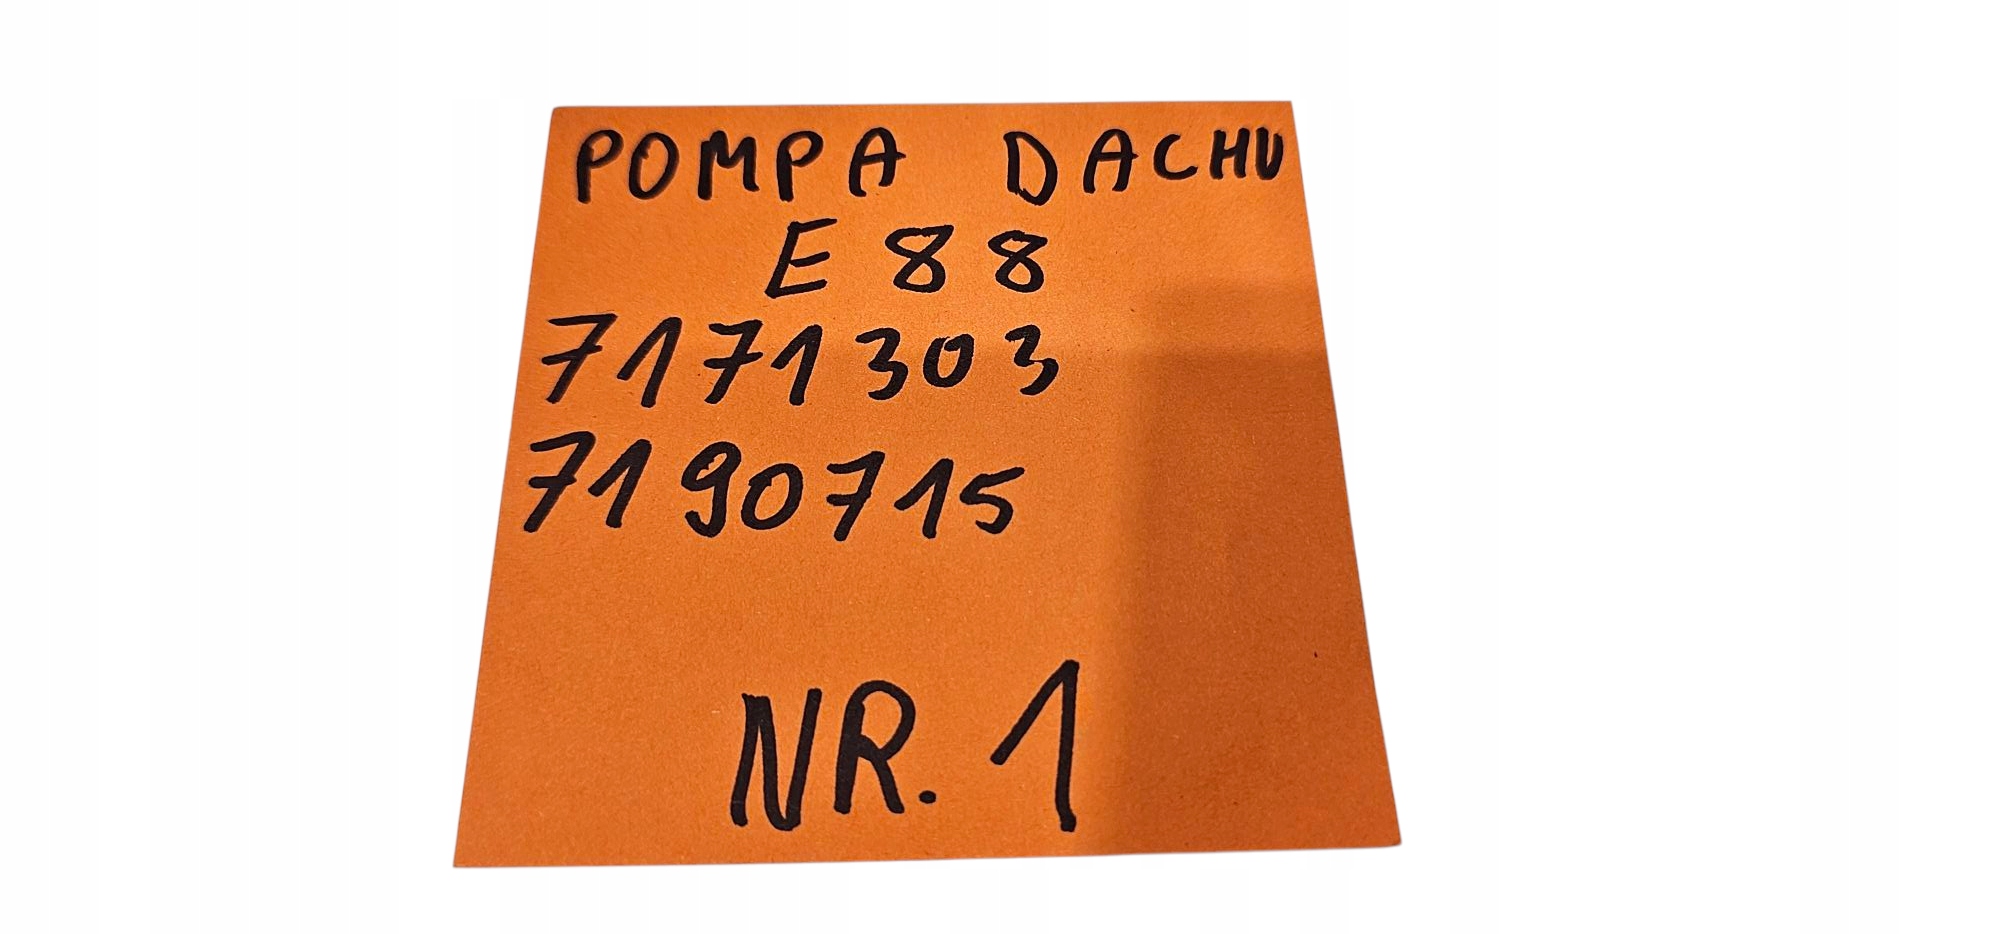 POMPA DACHU
E88
7171303
7190715
NR. 1